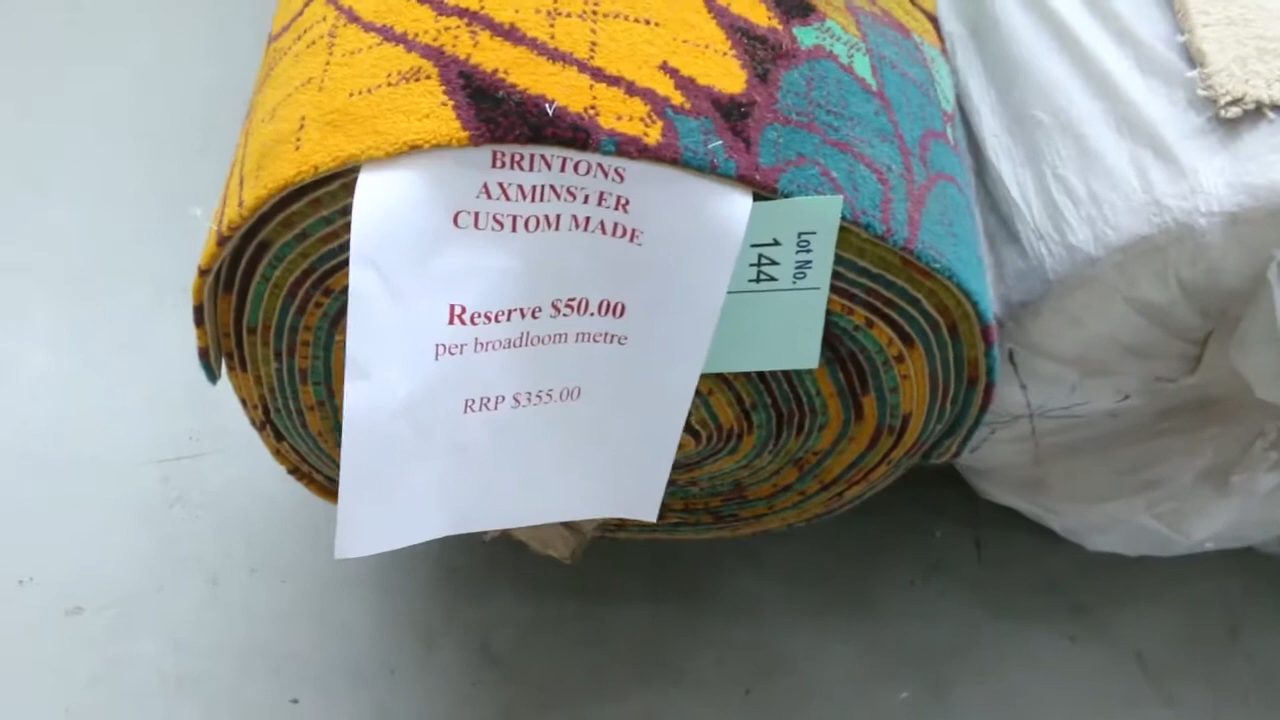 BRINTONS
AXMINSTER
CUSTOM MADE
Reserve $50.00
per broadloom metre
RRP $355.00
Lot No.
144